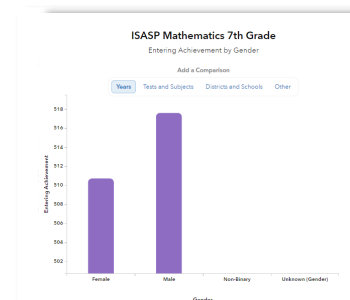 ISASP Mathematics 7th Grade
Entering Achievement by Gender
Add a Comparison
Years Tests and Subjects Districts and Schools Other
Entering Achievement
518
516
514
512
510
508
506
504
502
Female Male Non-Binary Unknown (Gender)
Gender